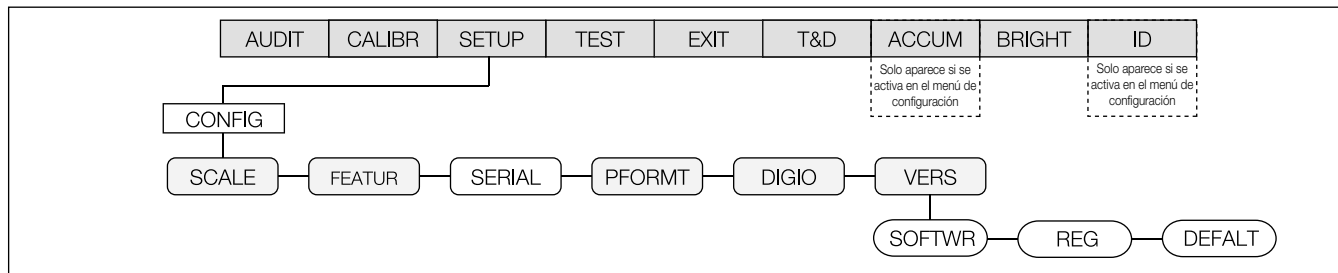 AUDIT CALIBR SETUP TEST EXIT T&D ACCUM BRIGHT ID
Solo aparece si se
activa en el menú de
configuración
Solo aparece si se
activa en el menú de
configuración
CONFIG
SCALE FEATUR SERIAL PFORMT DIGIO VERS
SOFTWR REG DEFALT